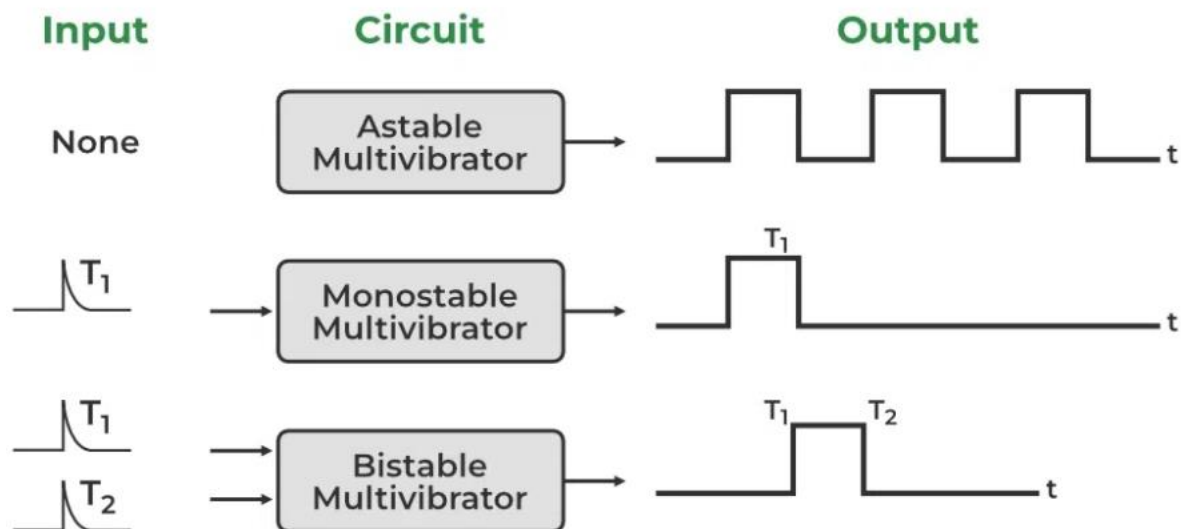 Input Circuit Output
None
Astable
Multivibrator
t
T1
Monostable
Multivibrator
T1
t
T1
T2
Bistable
Multivibrator
T1 T2
t